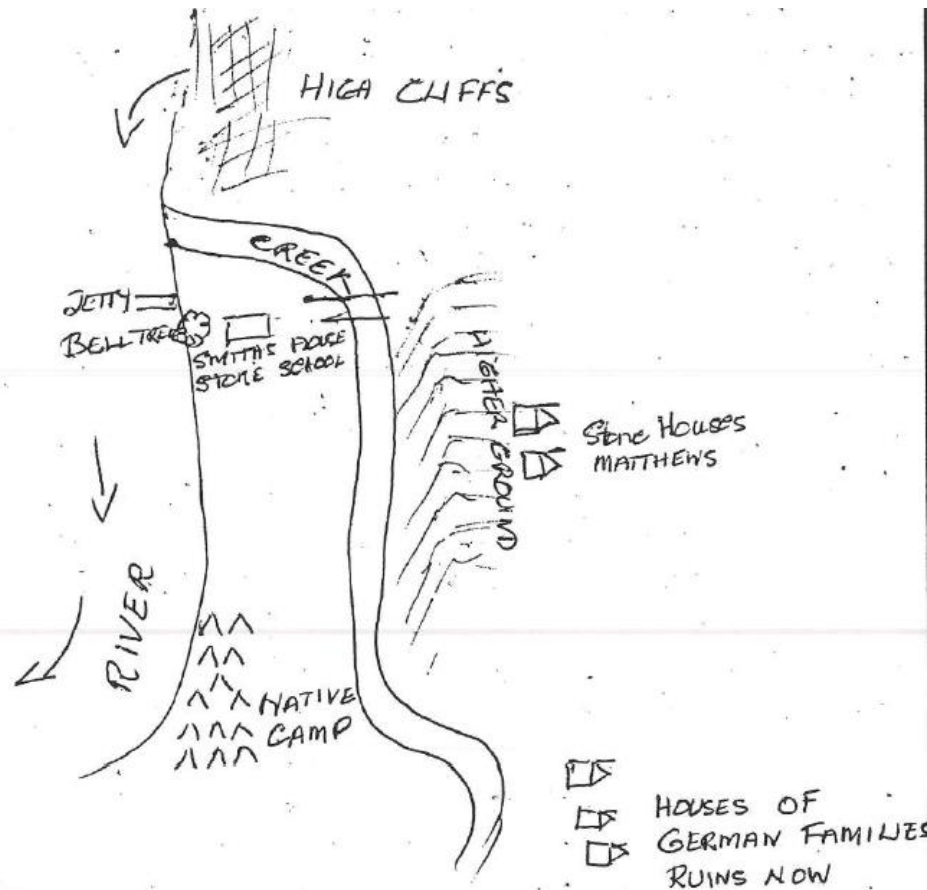 HIGH CLIFFS
CREEK
JETTY
BELL TREE
SMITHS HOUSE
STORE SCHOOL
HIGHER GROUND
Stone Houses
MATTHEWS
RIVER
NATIVE
CAMP
HOUSES OF
GERMAN FAMILIES
RUINS NOW